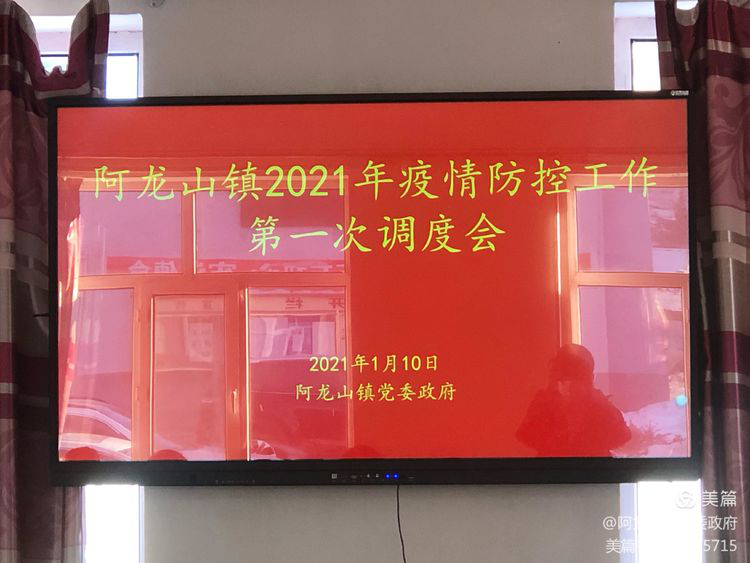 阿龙山镇2021年疫情防控工作
第一次调度会
2021年1月10日
阿龙山镇党委政府
美篇
@阿 委政府
美篇 5715